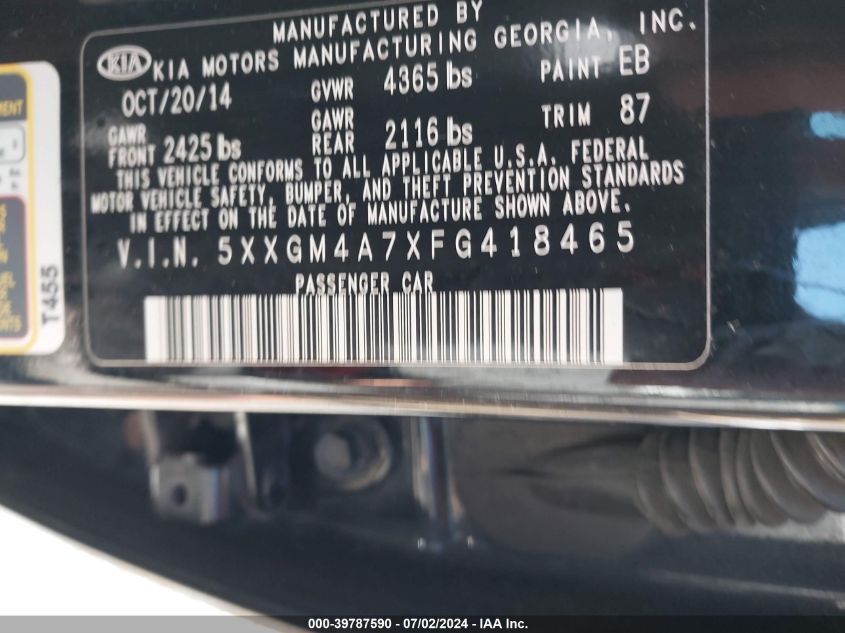 MANUFACTURED BY
KIA KIA MOTORS MANUFACTURING GEORGIA, INC.
OCT/20/14 GVWR 4365 lbs PAINT EB
GAWR FRONT 2425 lbs GAWR REAR 2116 lbs TRIM 87
THIS VEHICLE CONFORMS TO ALL APPLICABLE U.S.A. FEDERAL
MOTOR VEHICLE SAFETY, BUMPER, AND THEFT PREVENTION STANDARDS
IN EFFECT ON THE DATE OF MANUFACTURE SHOWN ABOVE.
V.I.N. 5XXGM4A7XFG418465
PASSENGER CAR
T455
000-39787590 - 07/02/2024 - IAA Inc.